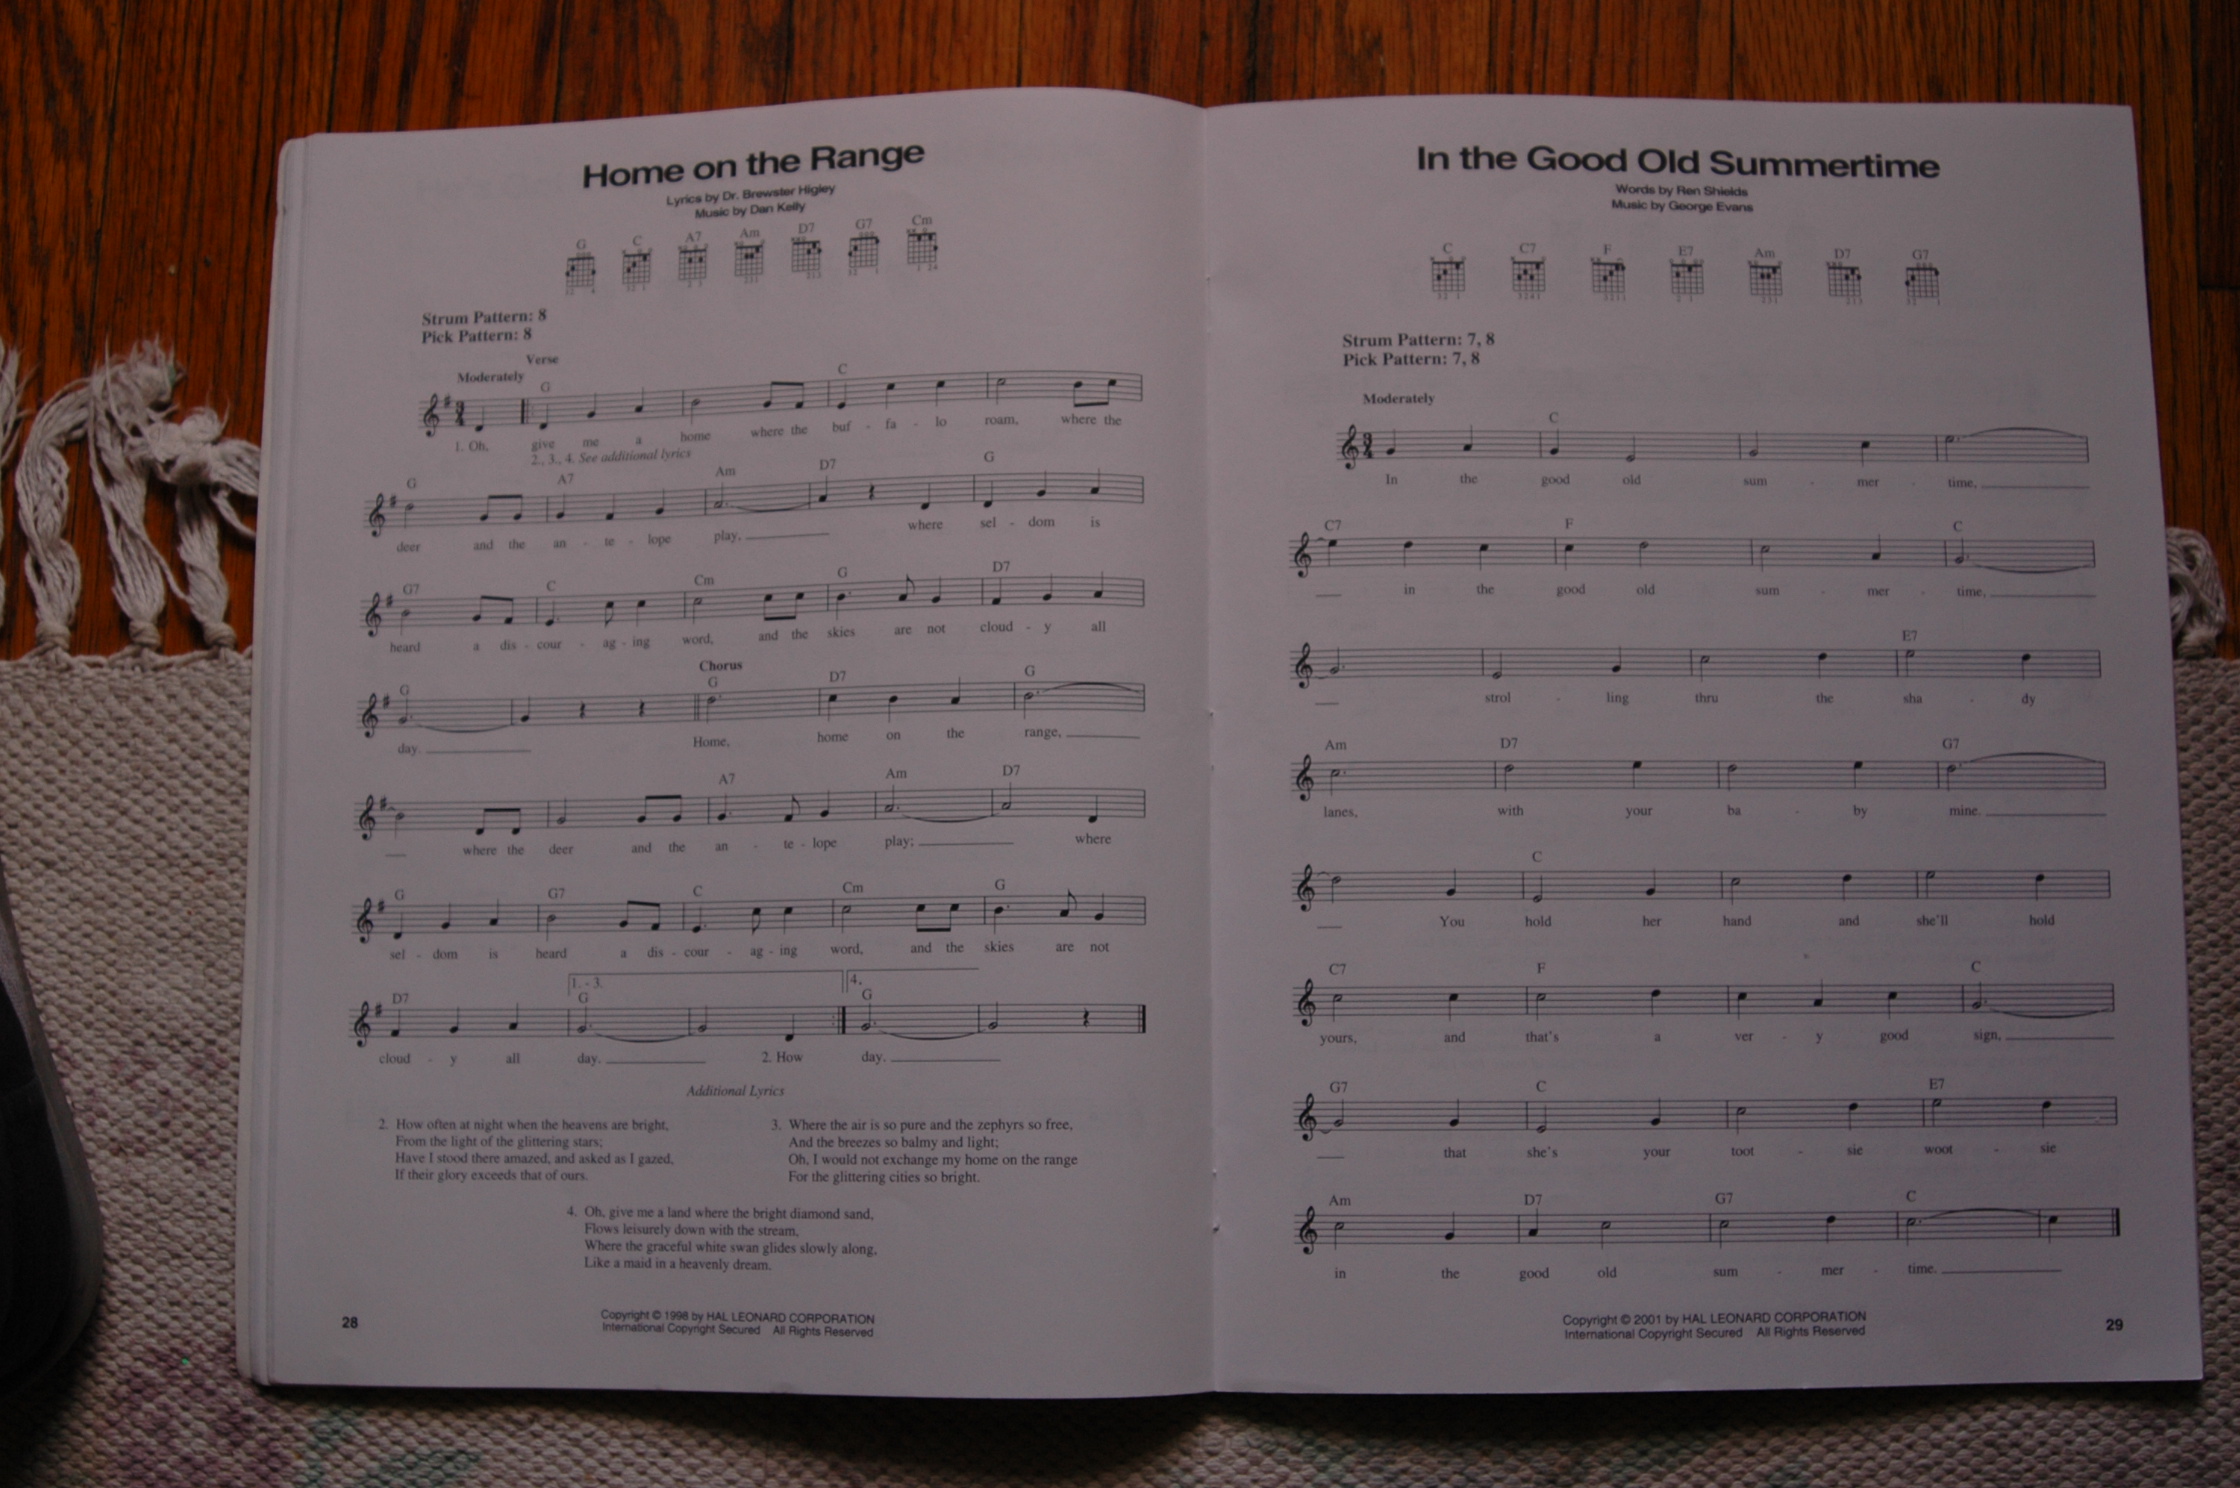 Home on the Range
Lyrics by Dr. Brewster Higley
Music by Dan Kelly
G C A7 Am D7 G7 Cm
Strum Pattern: 8
Pick Pattern: 8
Verse
Moderately
G C
1. Oh, give me a home where the buf - fa - lo roam, where the
2., 3., 4. See additional lyrics
G A7 Am D7 G
deer and the an - te - lope play, where sel - dom is
G7 C Cm G D7
heard a dis - cour - ag - ing word, and the skies are not cloud - y all
Chorus
G G D7 G
day. Home, home on the range,
A7 Am D7
where the deer and the an - te - lope play; where
G G7 C Cm G
sel - dom is heard a dis - cour - ag - ing word, and the skies are not
1. - 3. 4.
D7 G G
cloud - y all day. 2. How day.
Additional Lyrics
2. How often at night when the heavens are bright,
From the light of the glittering stars;
Have I stood there amazed, and asked as I gazed,
If their glory exceeds that of ours.
3. Where the air is so pure and the zephyrs so free,
And the breezes so balmy and light;
Oh, I would not exchange my home on the range
For the glittering cities so bright.
4. Oh, give me a land where the bright diamond sand,
Flows leisurely down with the stream,
Where the graceful white swan glides slowly along,
Like a maid in a heavenly dream.
28
Copyright © 1998 by HAL LEONARD CORPORATION
International Copyright Secured All Rights Reserved
In the Good Old Summertime
Words by Ren Shields
Music by George Evans
C C7 F E7 Am D7 G7
Strum Pattern: 7, 8
Pick Pattern: 7, 8
Moderately
C
In the good old sum - mer - time,
C7 F C
in the good old sum - mer - time,
E7
strol - ling thru the sha - dy
Am D7 G7
lanes, with your ba - by mine.
C
You hold her hand and she'll hold
C7 F C
yours, and that's a ver - y good sign,
G7 C E7
that she's your toot - sie woot - sie
Am D7 G7 C
in the good old sum - mer - time.
Copyright © 2001 by HAL LEONARD CORPORATION
International Copyright Secured All Rights Reserved
29